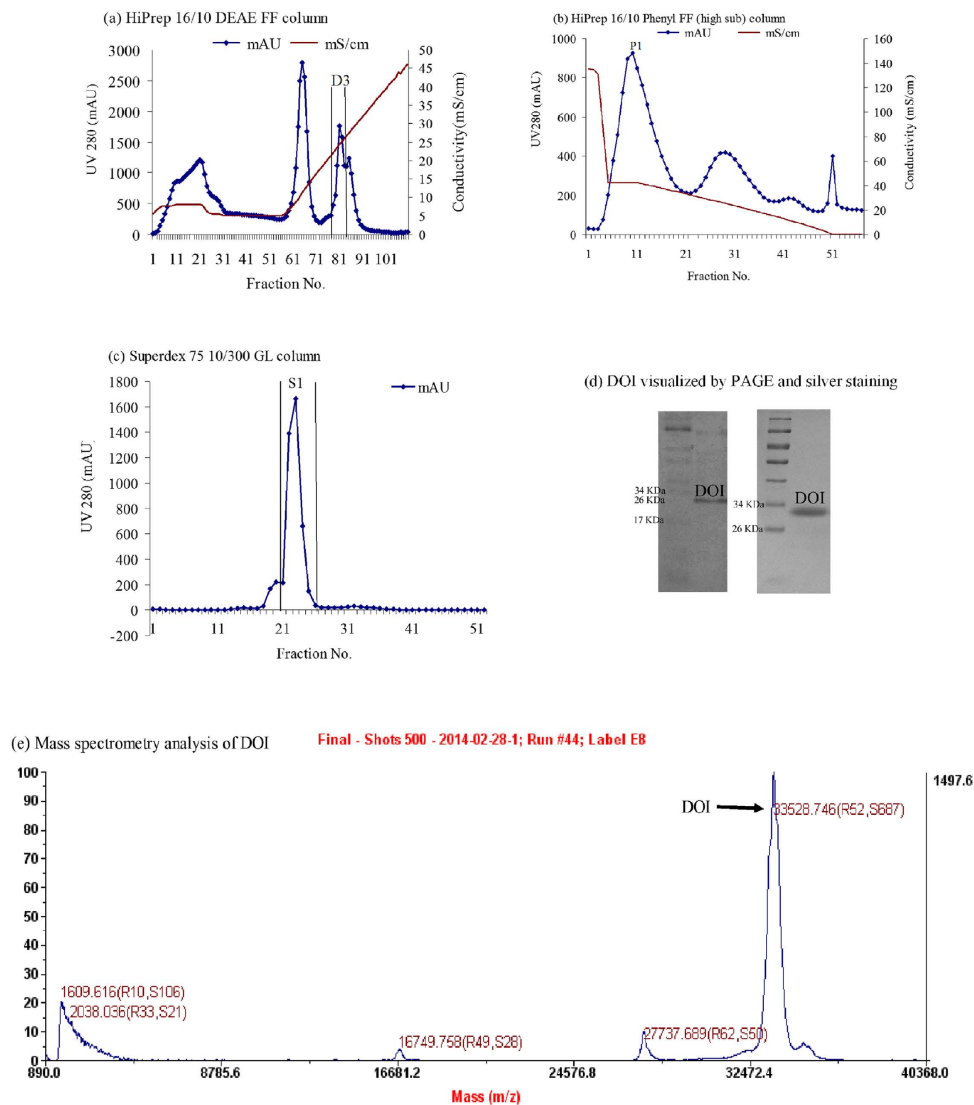 (a) HiPrep 16/10 DEAE FF column
mAU mS/cm
UV 280 (mAU)
3000
2500
2000
1500
1000
500
0
D3
50
45
40
35
30
25
20
15
10
5
0
Conductivity(mS/cm)
1 11 21 31 41 51 61 71 81 91 101
Fraction No.
(b) HiPrep 16/10 Phenyl FF (high sub) column
mAU mS/cm
P1
UV280 (mAU)
1000
800
600
400
200
0
160
140
120
100
80
60
40
20
0
Conductivity (mS/cm)
1 11 21 31 41 51
Fraction No.
(c) Superdex 75 10/300 GL column
S1
mAU
UV 280 (mAU)
1800
1600
1400
1200
1000
800
600
400
200
0
-200
1 11 21 31 41 51
Fraction No.
(d) DOI visualized by PAGE and silver staining
34 KDa
26 KDa
17 KDa
DOI
DOI
34 KDa
26 KDa
(e) Mass spectrometry analysis of DOI
Final - Shots 500 - 2014-02-28-1; Run #44; Label E8
100
90
80
70
60
50
40
30
20
10
0
1497.6
DOI
33528.746(R52,S687)
1609.616(R10,S106)
2038.036(R33,S21)
16749.758(R49,S28)
27737.689(R62,S50)
890.0 8785.6 16681.2 24576.8 32472.4 40368.0
Mass (m/z)